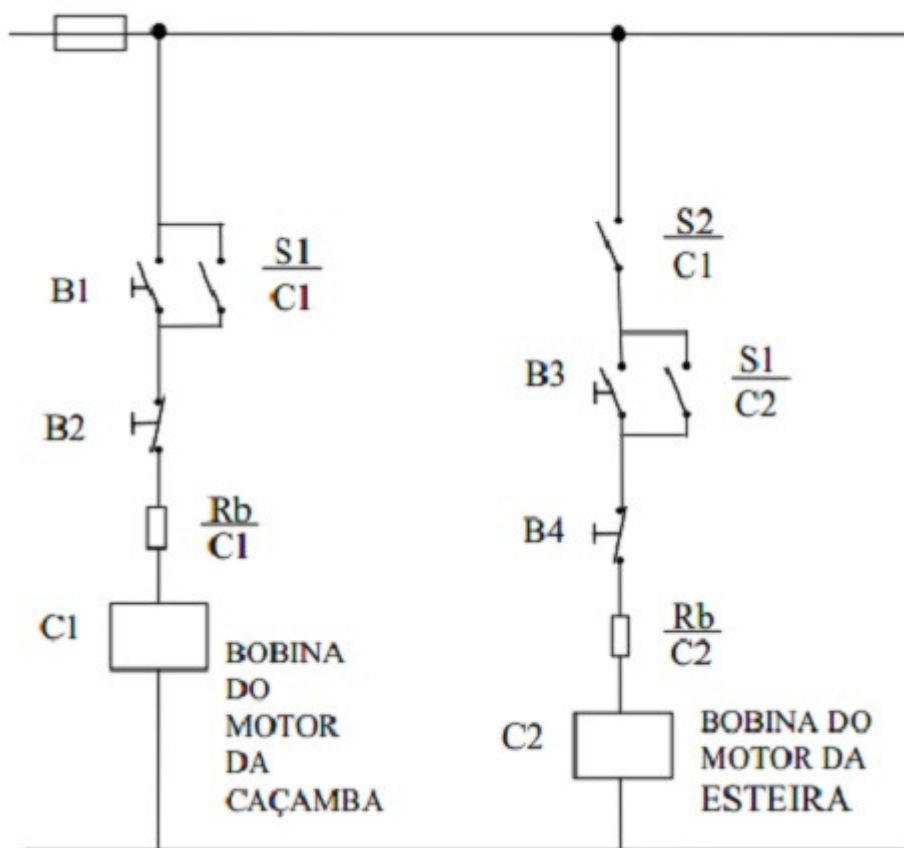 B1
S1
C1
B2
Rb
C1
C1
BOBINA
DO
MOTOR
DA
CAÇAMBA
S2
C1
B3
S1
C2
B4
Rb
C2
C2
BOBINA DO
MOTOR DA
ESTEIRA